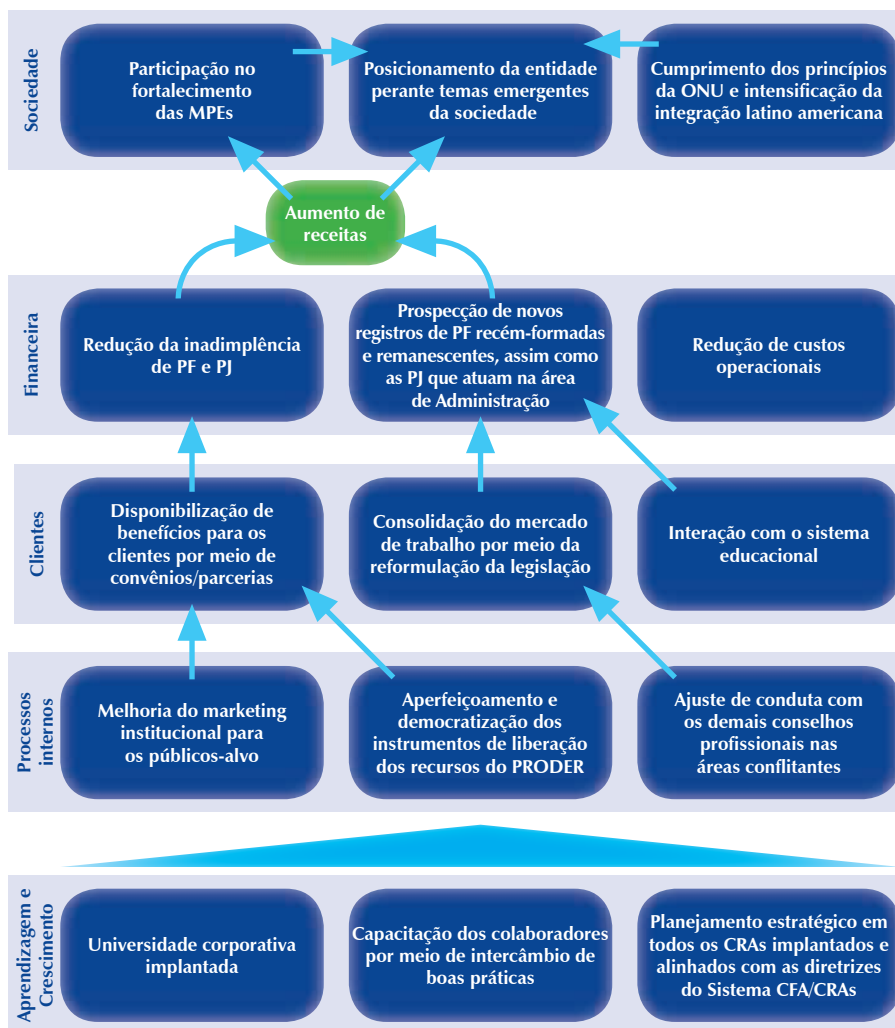 Sociedade
Participação no
fortalecimento
das MPEs
Posicionamento da entidade
perante temas emergentes
da sociedade
Cumprimento dos princípios
da ONU e intensificação da
integração latino americana
Aumento de
receitas
Financeira
Redução da inadimplência
de PF e PJ
Prospecção de novos
registros de PF recém-formadas
e remanescentes, assim como
as PJ que atuam na área
de Administração
Redução de custos
operacionais
Clientes
Disponibilização de
benefícios para os
clientes por meio de
convênios/parcerias
Consolidação do mercado
de trabalho por meio da
reformulação da legislação
Interação com o sistema
educacional
Processos
internos
Melhoria do marketing
institucional para
os públicos-alvo
Aperfeiçoamento e
democratização dos
instrumentos de liberação
dos recursos do PRODER
Ajuste de conduta com
os demais conselhos
profissionais nas
áreas conflitantes
Aprendizagem e
Crescimento
Universidade corporativa
implantada
Capacitação dos colaboradores
por meio de intercâmbio de
boas práticas
Planejamento estratégico em
todos os CRAs implantados e
alinhados com as diretrizes
do Sistema CFA/CRAs